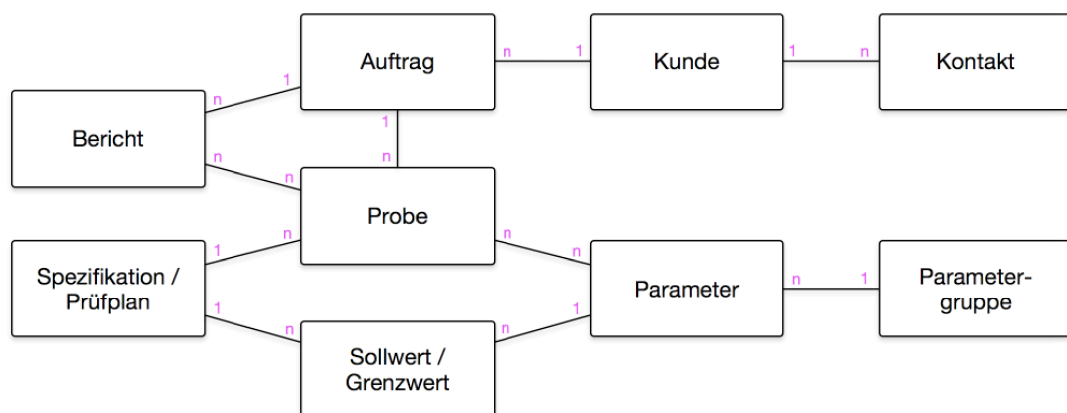 Auftrag
n
1
Kunde
1
n
Kontakt
Bericht
n
1
n
n
1
n
Probe
Spezifikation /
Prüfplan
1
n
1
n
Sollwert /
Grenzwert
n
n
n
1
Parameter
n
1
Parameter-
gruppe